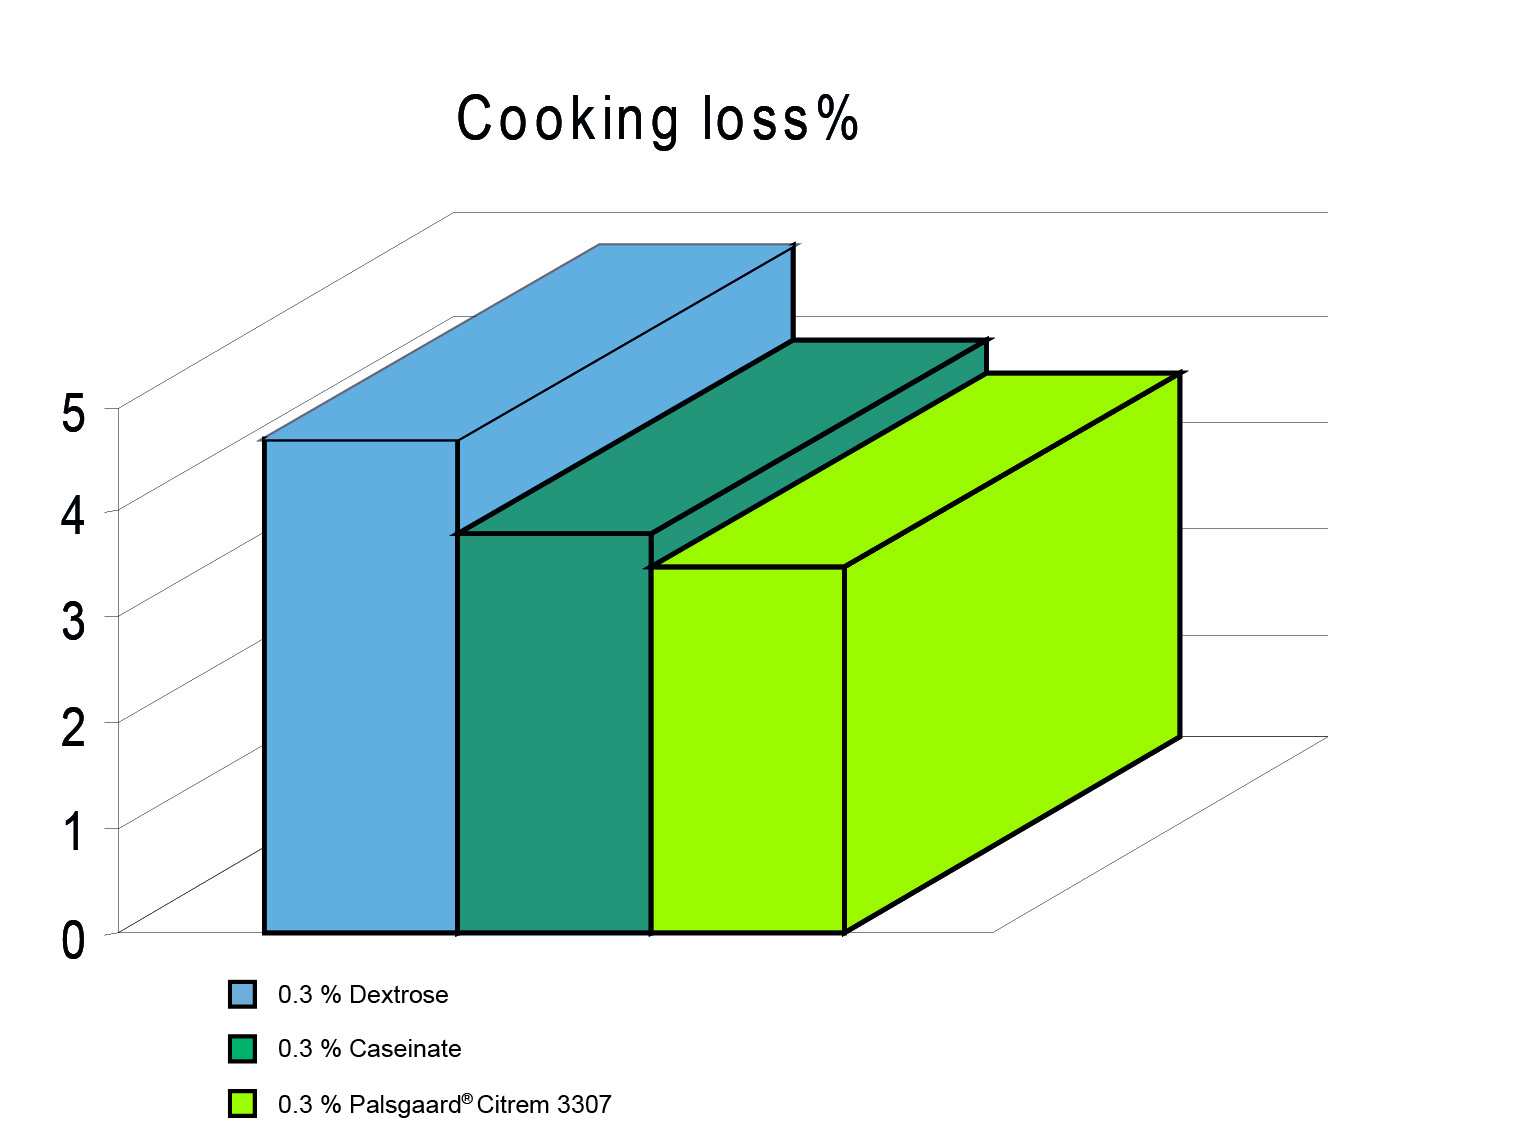 Cooking loss%
5
4
3
2
1
0
0.3 % Dextrose
0.3 % Caseinate
0.3 % Palsgaard® Citrem 3307